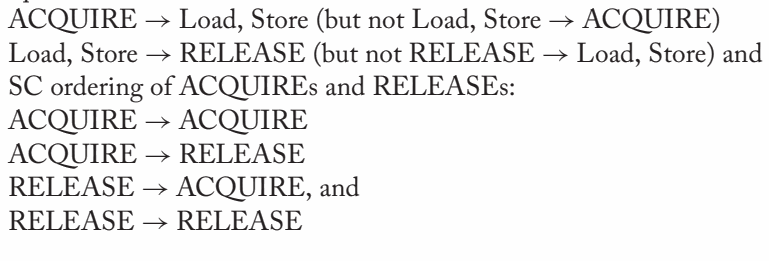 ACQUIRE → Load, Store (but not Load, Store → ACQUIRE)
Load, Store → RELEASE (but not RELEASE → Load, Store) and
SC ordering of ACQUIREs and RELEASEs:
ACQUIRE → ACQUIRE
ACQUIRE → RELEASE
RELEASE → ACQUIRE, and
RELEASE → RELEASE